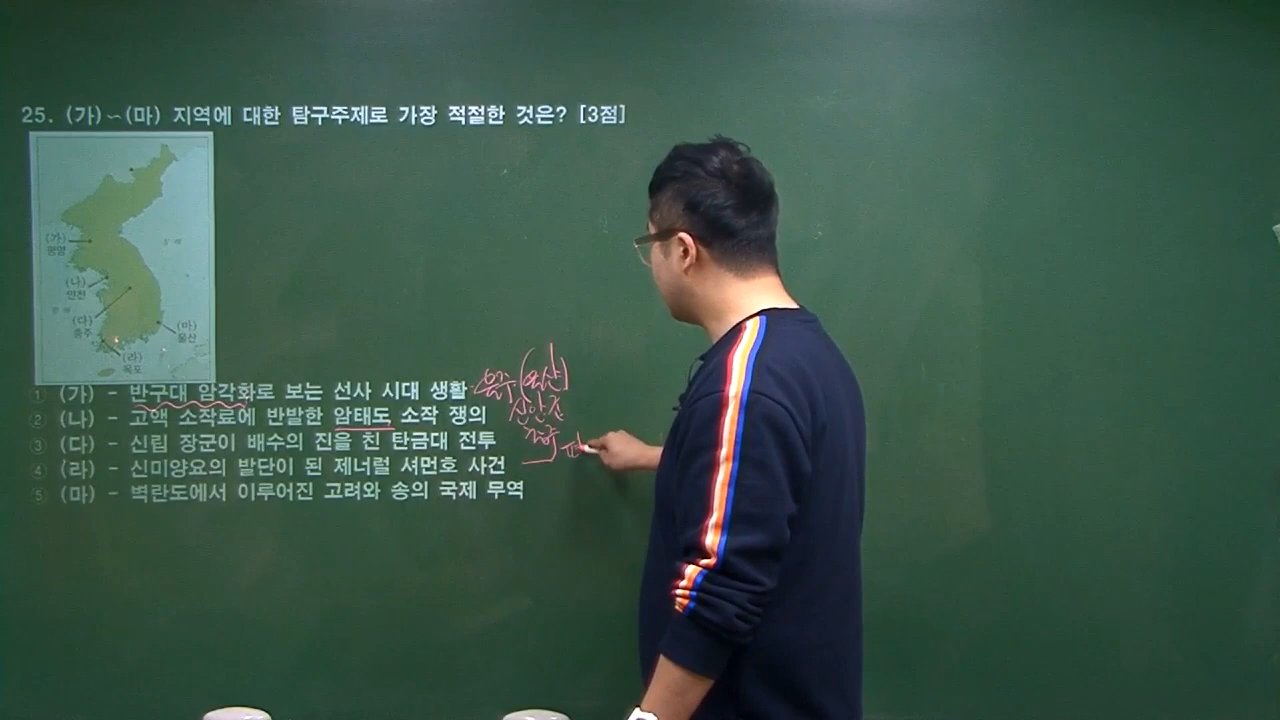 25. (가)~(마) 지역에 대한 탐구주제로 가장 적절한 것은? [3점]
(가)
평명
(나)
인천
(다)
충주
(마)
울산
(라)
목포
① (가) - 반구대 암각화로 보는 선사 시대 생활
② (나) - 고액 소작료에 반발한 암태도 소작 쟁의
③ (다) - 신립 장군이 배수의 진을 친 탄금대 전투
④ (라) - 신미양요의 발단이 된 제너럴 셔먼호 사건
⑤ (마) - 벽란도에서 이루어진 고려와 송의 국제 무역